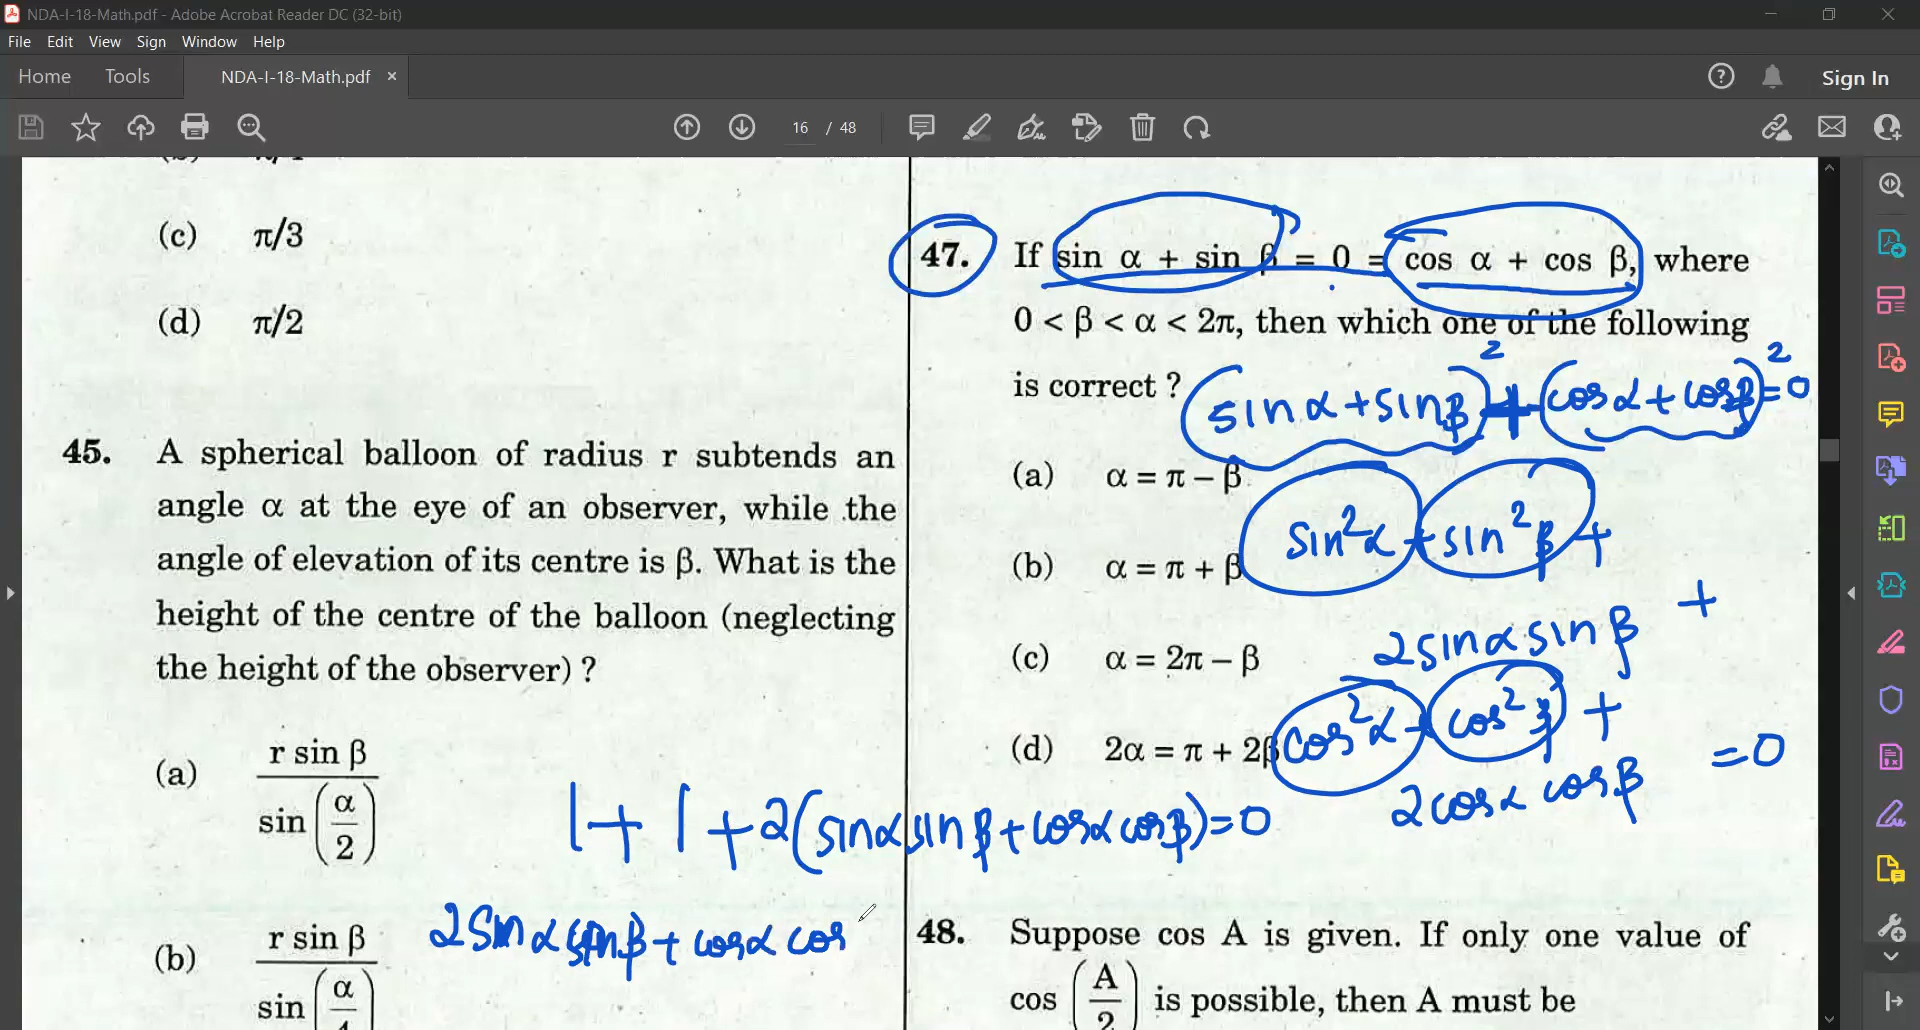 NDA-I-18-Math.pdf - Adobe Acrobat Reader DC (32-bit)
File Edit View Sign Window Help
Home Tools NDA-I-18-Math.pdf × Sign In
16 / 48
(c) π/3
(d) π/2
45. A spherical balloon of radius r subtends an
angle α at the eye of an observer, while the
angle of elevation of its centre is β. What is the
height of the centre of the balloon (neglecting
the height of the observer) ?
(a) r sin β / sin (α/2)
(b) r sin β
sin (α
47. If sin α + sin β = 0 = cos α + cos β, where
0 < β < α < 2π, then which one of the following
is correct ?
(sinα+sinβ)² + (cosα+cosβ)²=0
(a) α = π − β
sin²α + sin²β +
(b) α = π + β
2sinα sinβ +
(c) α = 2π − β
cos²α + cos²β +
(d) 2α = π + 2β
2cosα cosβ = 0
1 + 1 + 2(sinα sinβ + cosα cosβ) = 0
2sinα sinβ + cosα cos
48. Suppose cos A is given. If only one value of
cos (A/2) is possible, then A must be